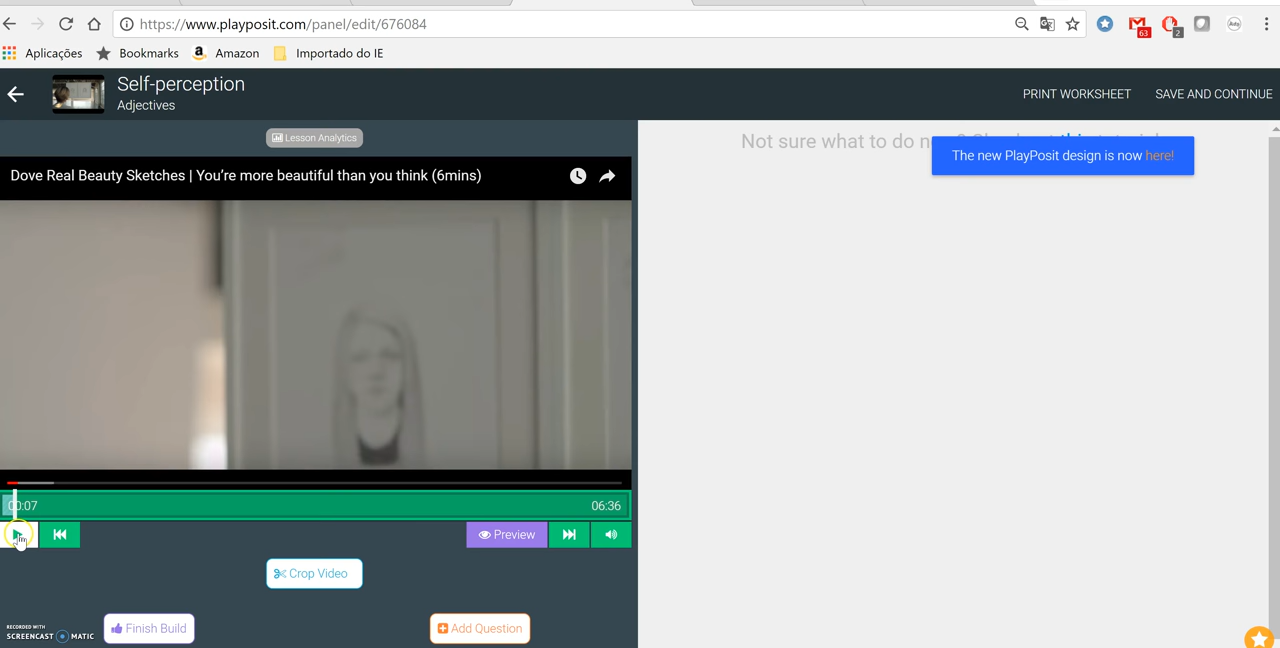 https://www.playposit.com/panel/edit/676084
63
2
Aplicações
Bookmarks
Amazon
Importado do IE
Self-perception
Adjectives
PRINT WORKSHEET
SAVE AND CONTINUE
Lesson Analytics
Not sure what to do
The new PlayPosit design is now here!
Dove Real Beauty Sketches | You're more beautiful than you think (6mins)
00:07
06:36
Preview
Crop Video
RECORDED WITH
SCREENCAST MATIC
Finish Build
Add Question